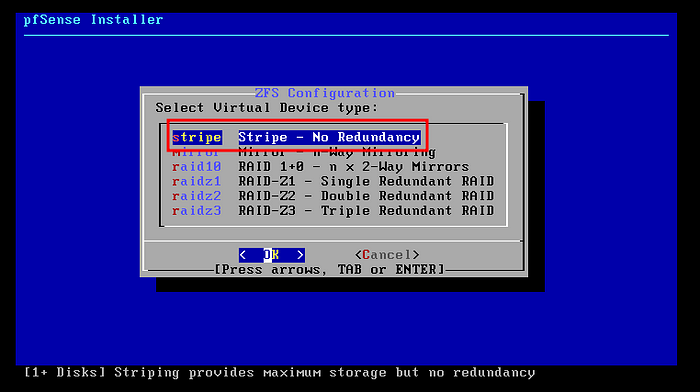 pfSense Installer
ZFS Configuration
Select Virtual Device type:
stripe Stripe - No Redundancy
mirror Mirror - n-Way Mirroring
raid10 RAID 1+0 - n x 2-Way Mirrors
raidz1 RAID-Z1 - Single Redundant RAID
raidz2 RAID-Z2 - Double Redundant RAID
raidz3 RAID-Z3 - Triple Redundant RAID
< OK > <Cancel>
[Press arrows, TAB or ENTER]
[1+ Disks] Striping provides maximum storage but no redundancy